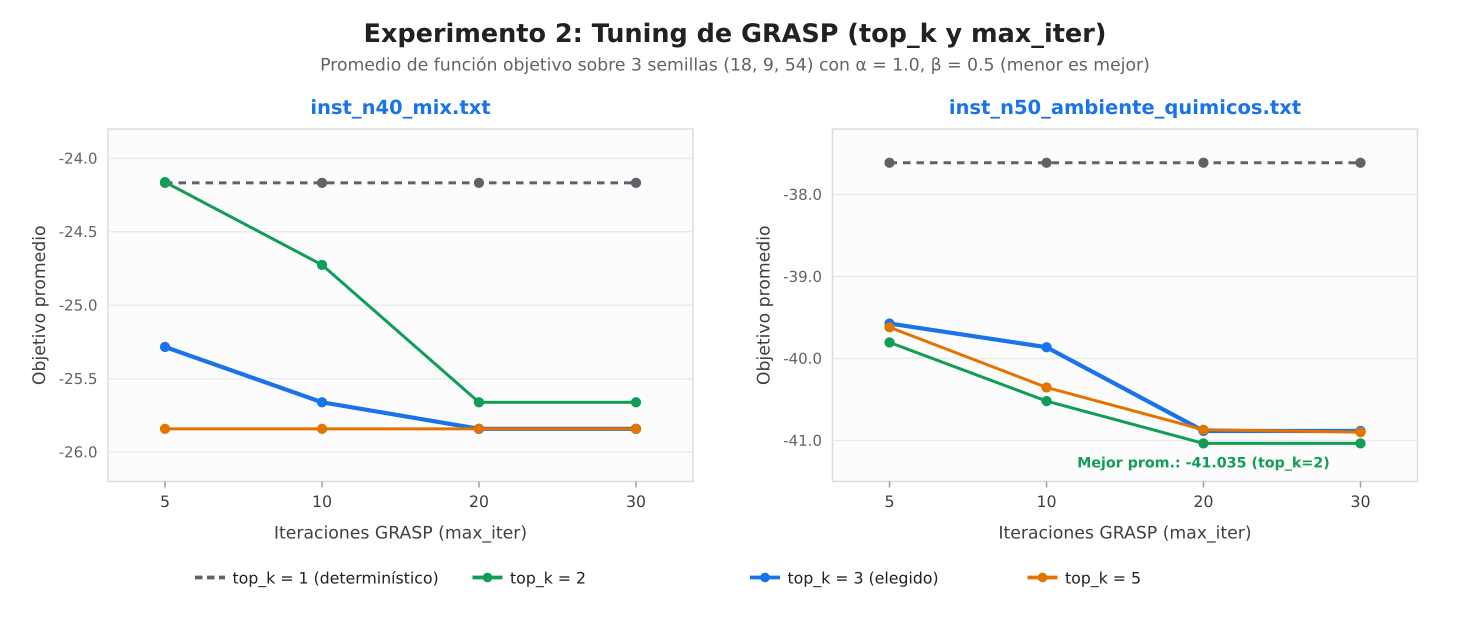 Experimento 2: Tuning de GRASP (top_k y max_iter)
Promedio de función objetivo sobre 3 semillas (18, 9, 54) con α = 1.0, β = 0.5 (menor es mejor)
inst_n40_mix.txt
Objetivo promedio
-24.0
-24.5
-25.0
-25.5
-26.0
5 10 20 30
Iteraciones GRASP (max_iter)
inst_n50_ambiente_quimicos.txt
Objetivo promedio
-38.0
-39.0
-40.0
-41.0
Mejor prom.: -41.035 (top_k=2)
5 10 20 30
Iteraciones GRASP (max_iter)
top_k = 1 (determinístico) top_k = 2 top_k = 3 (elegido) top_k = 5